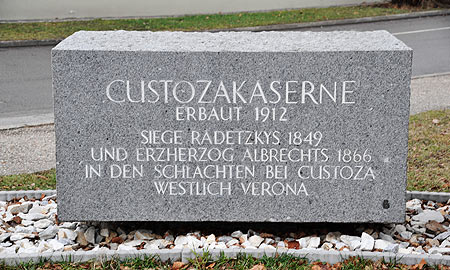 CUSTOZAKASERNE
ERBAUT 1912
SIEGE RADETZKYS 1849
UND ERZHERZOG ALBRECHTS 1866
IN DEN SCHLACHTEN BEI CUSTOZA
WESTLICH VERONA